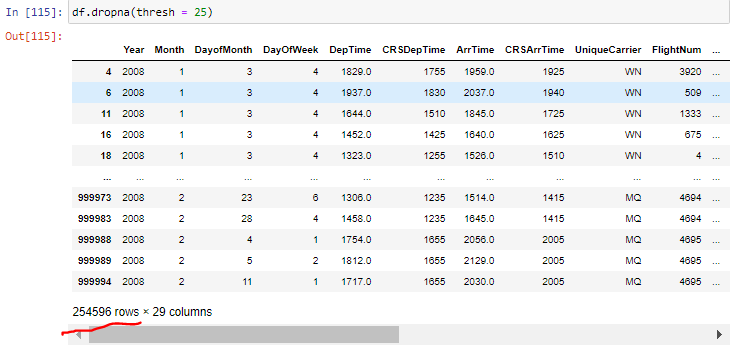 In [115]: df.dropna(thresh = 25)
Out[115]:
Year Month DayofMonth DayOfWeek DepTime CRSDepTime ArrTime CRSArrTime UniqueCarrier FlightNum ...
4 2008 1 3 4 1829.0 1755 1959.0 1925 WN 3920 ...
6 2008 1 3 4 1937.0 1830 2037.0 1940 WN 509 ...
11 2008 1 3 4 1644.0 1510 1845.0 1725 WN 1333 ...
16 2008 1 3 4 1452.0 1425 1640.0 1625 WN 675 ...
18 2008 1 3 4 1323.0 1255 1526.0 1510 WN 4 ...
... ... ... ... ... ... ... ... ... ... ... ...
999973 2008 2 23 6 1306.0 1235 1514.0 1415 MQ 4694 ...
999983 2008 2 28 4 1458.0 1235 1645.0 1415 MQ 4694 ...
999988 2008 2 4 1 1754.0 1655 2056.0 2005 MQ 4695 ...
999989 2008 2 5 2 1812.0 1655 2129.0 2005 MQ 4695 ...
999994 2008 2 11 1 1717.0 1655 2030.0 2005 MQ 4695 ...
254596 rows × 29 columns